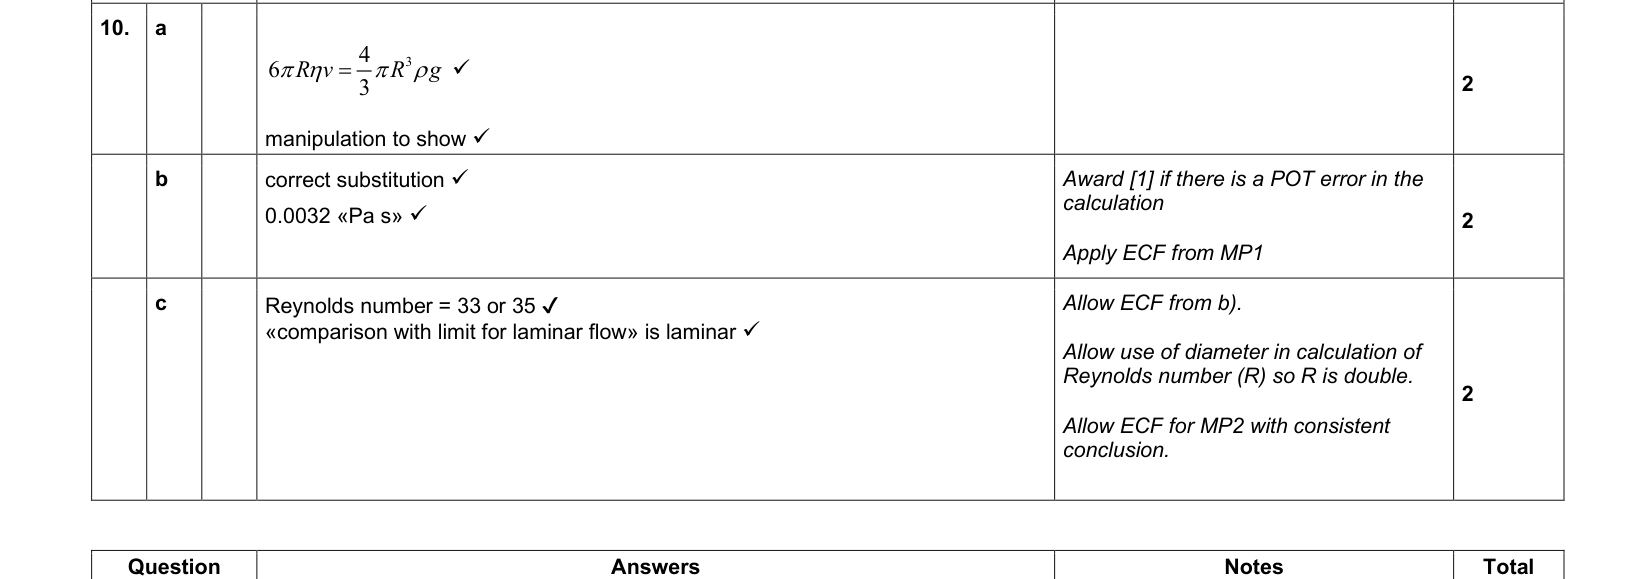 10. a
6πRηv = 4/3 πR³ρg ✓
2
manipulation to show ✓
b correct substitution ✓ Award [1] if there is a POT error in the
calculation
0.0032 «Pa s» ✓
2
Apply ECF from MP1
c Reynolds number = 33 or 35 ✓ Allow ECF from b).
«comparison with limit for laminar flow» is laminar ✓
Allow use of diameter in calculation of
Reynolds number (R) so R is double.
2
Allow ECF for MP2 with consistent
conclusion.
Question Answers Notes Total